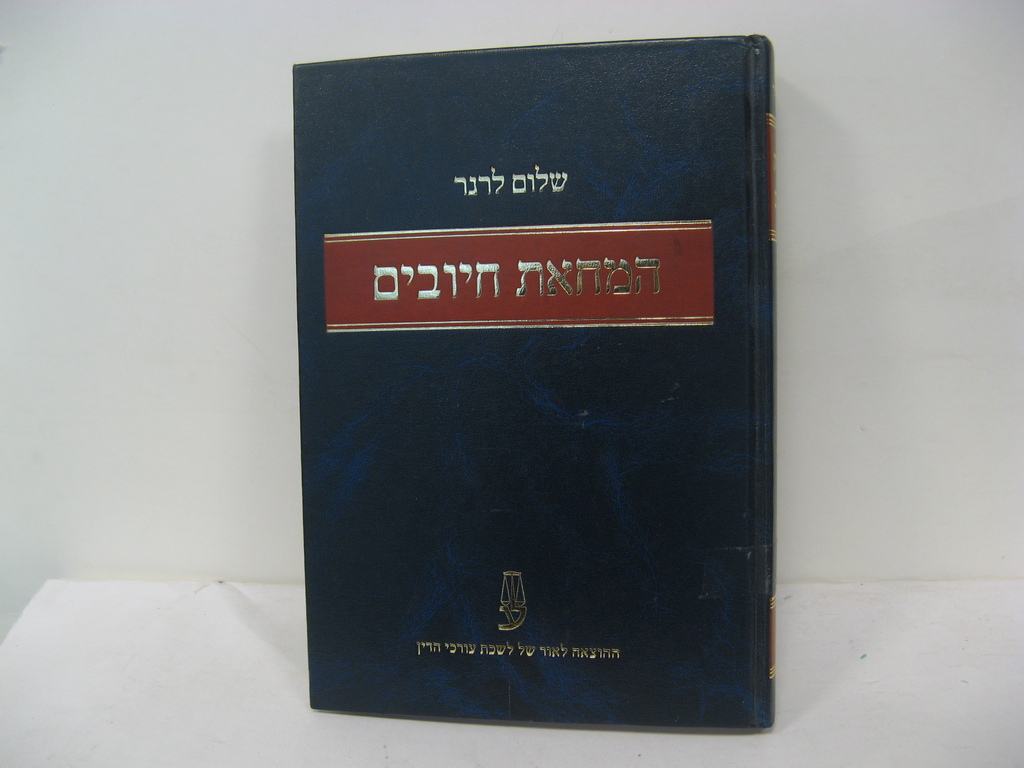 שלום לרנר
המחאת חיובים
ההוצאה לאור של לשכת עורכי הדין